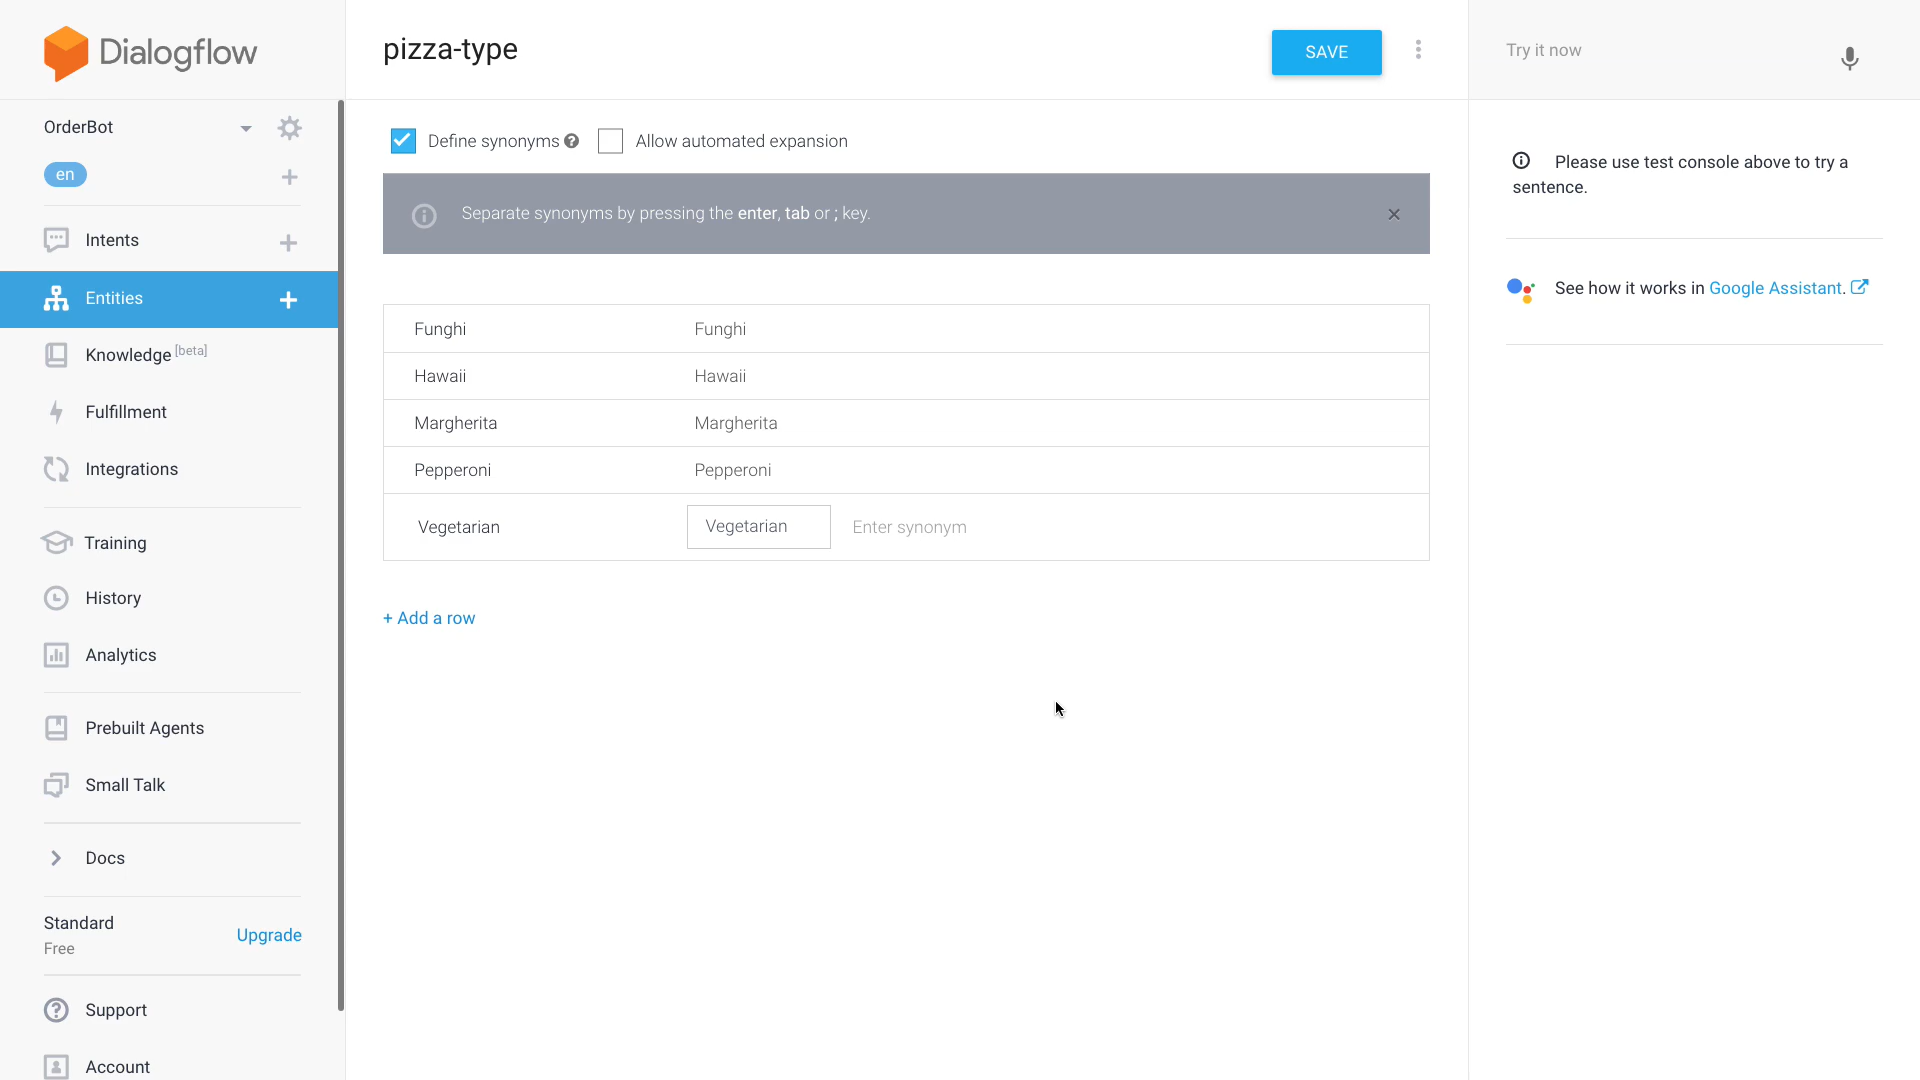 Dialogflow
OrderBot
en
Intents
Entities
Knowledge [beta]
Fulfillment
Integrations
Training
History
Analytics
Prebuilt Agents
Small Talk
Docs
Standard
Free
Upgrade
Support
Account
pizza-type
SAVE
Define synonyms
Allow automated expansion
Separate synonyms by pressing the enter, tab or ; key.
Funghi Funghi
Hawaii Hawaii
Margherita Margherita
Pepperoni Pepperoni
Vegetarian Vegetarian Enter synonym
+ Add a row
Try it now
Please use test console above to try a
sentence.
See how it works in Google Assistant.